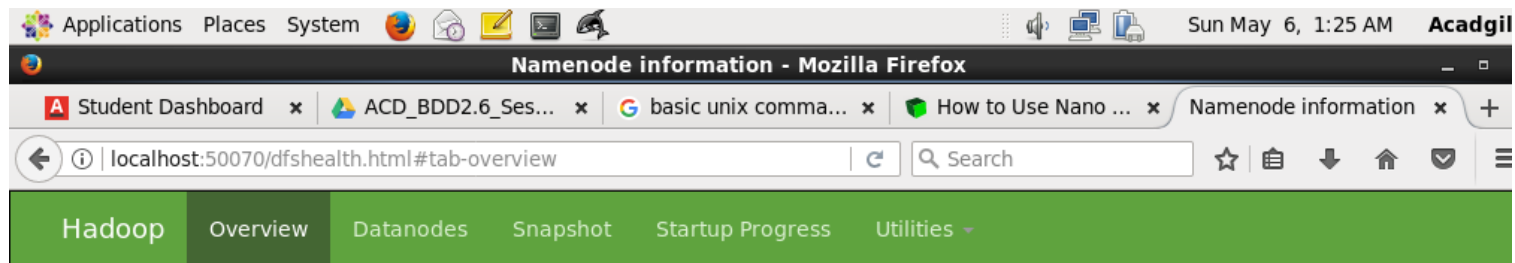 Applications Places System Sun May 6, 1:25 AM Acadgil
Namenode information - Mozilla Firefox
A Student Dashboard ACD_BDD2.6_Ses... G basic unix comma... How to Use Nano ... Namenode information
localhost:50070/dfshealth.html#tab-overview Search
Hadoop Overview Datanodes Snapshot Startup Progress Utilities